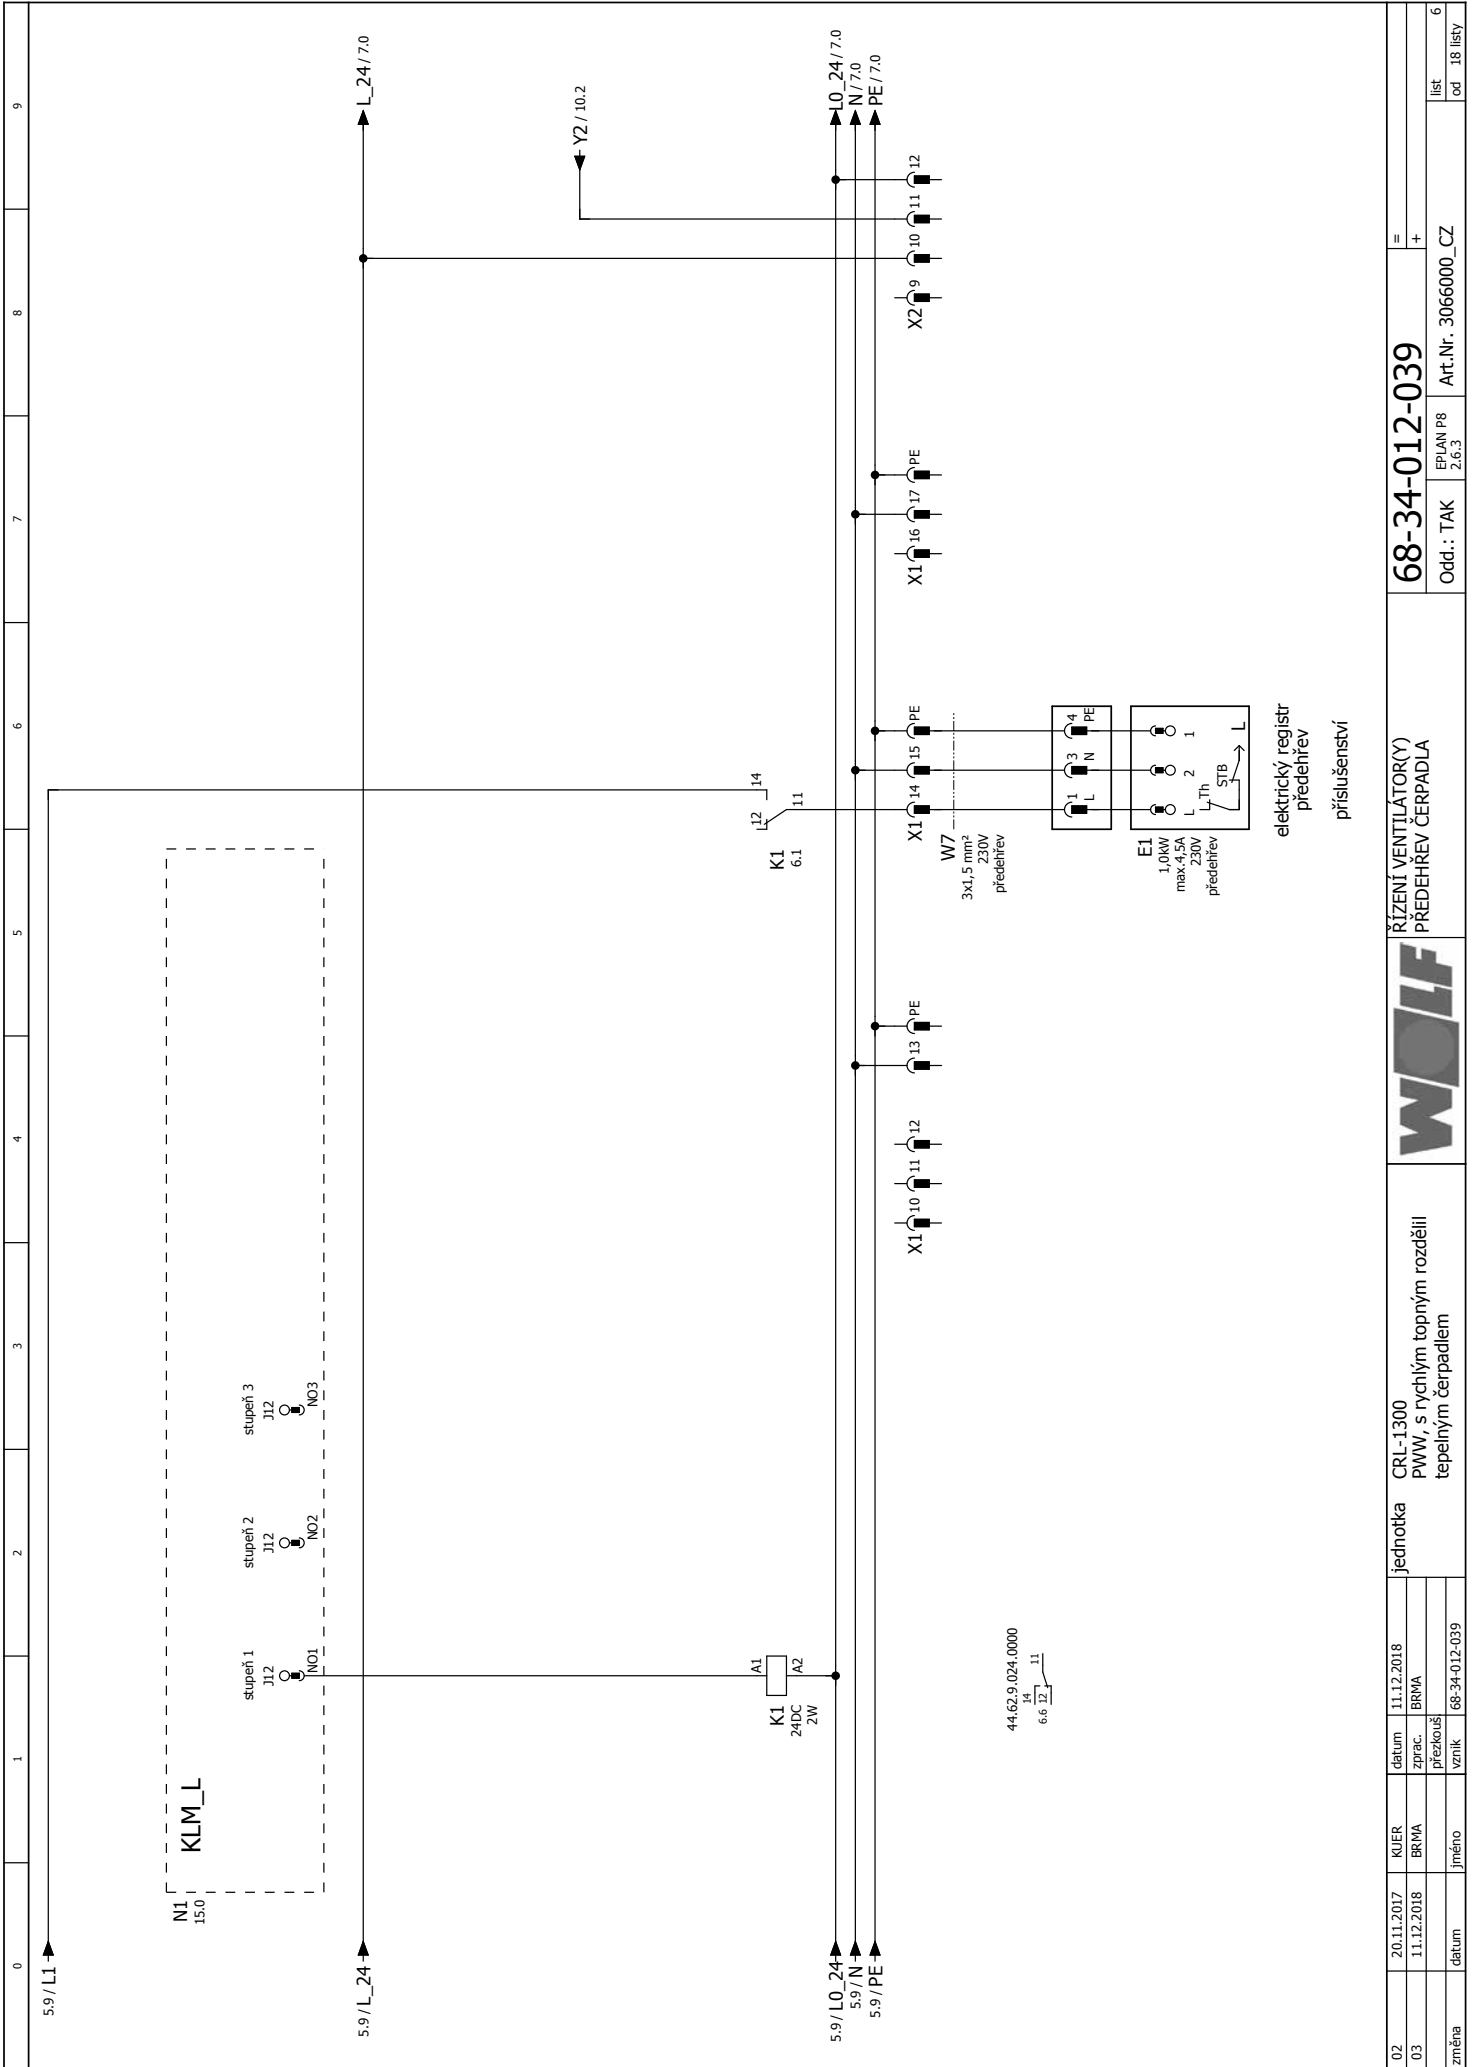 0 1 2 3 4 5 6 7 8 9
5.9 / L1
N1
15.0
KLM_L
stupeň 1
J12
NO1
stupeň 2
J12
NO2
stupeň 3
J12
NO3
5.9 / L_24
L_24 / 7.0
Y2 / 10.2
K1
24DC
2W
A1
A2
K1
6.1
12
14
11
5.9 / L0_24
5.9 / N
5.9 / PE
L0_24 / 7.0
N / 7.0
PE / 7.0
X1 10 11 12 13 PE
X1 14 15 PE
X1 16 17 PE
X2 9 10 11 12
W7
3x1,5 mm²
230V
předehřev
1 3 4
L N PE
E1
1,0kW
max.4,5A
230V
předehřev
L 2 1
Th
STB
L
elektrický registr
předehřev
příslušenství
44.62.9.024.0000
14
6.6 12 11
02 20.11.2017 KUER datum 11.12.2018
03 11.12.2018 BRMA zprac. BRMA
přezkouš.
změna datum jméno vznik 68-34-012-039
jednotka CRL-1300
PWW, s rychlým topným rozdělil
tepelným čerpadlem
WOLF
ŘÍZENÍ VENTILÁTOR(Y)
PŘEDEHŘEV ČERPADLA
68-34-012-039
=
+
Odd.: TAK
EPLAN P8
2.6.3
Art.Nr. 3066000_CZ
list 6
od 18 listy